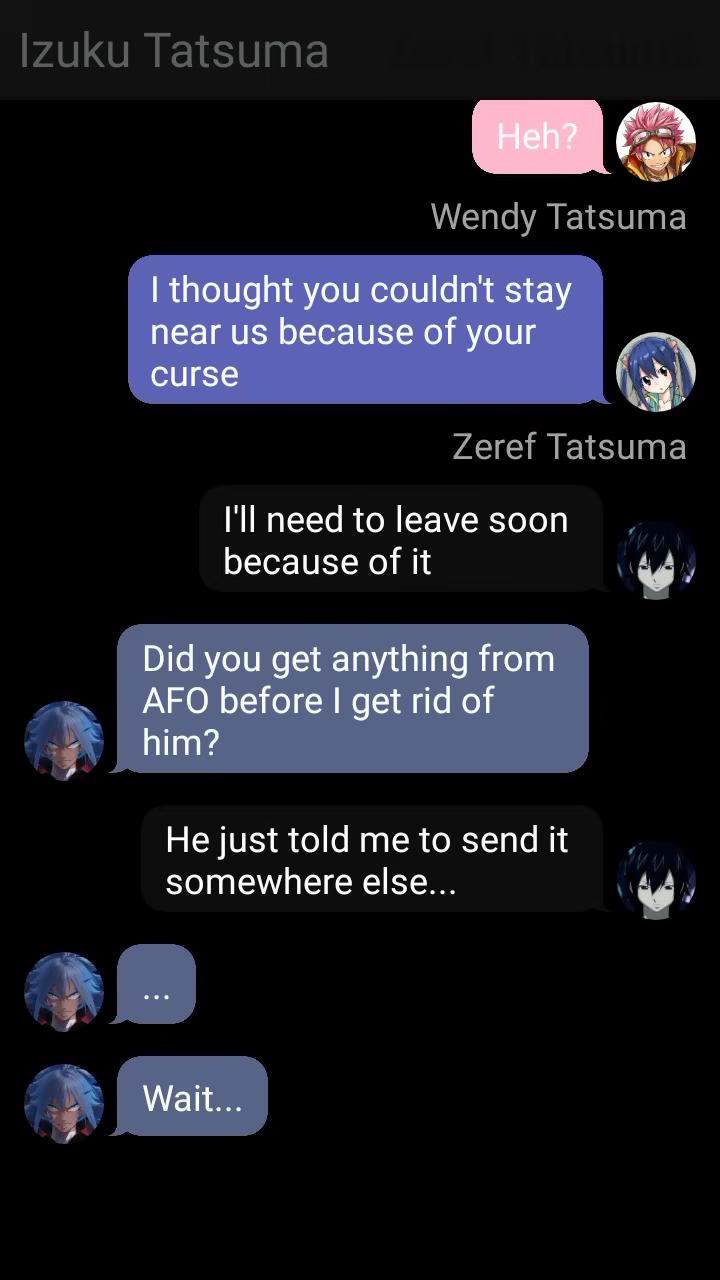 Izuku Tatsuma
Heh?
Wendy Tatsuma
I thought you couldn't stay
near us because of your
curse
Zeref Tatsuma
I'll need to leave soon
because of it
Did you get anything from
AFO before I get rid of
him?
He just told me to send it
somewhere else...
...
Wait...